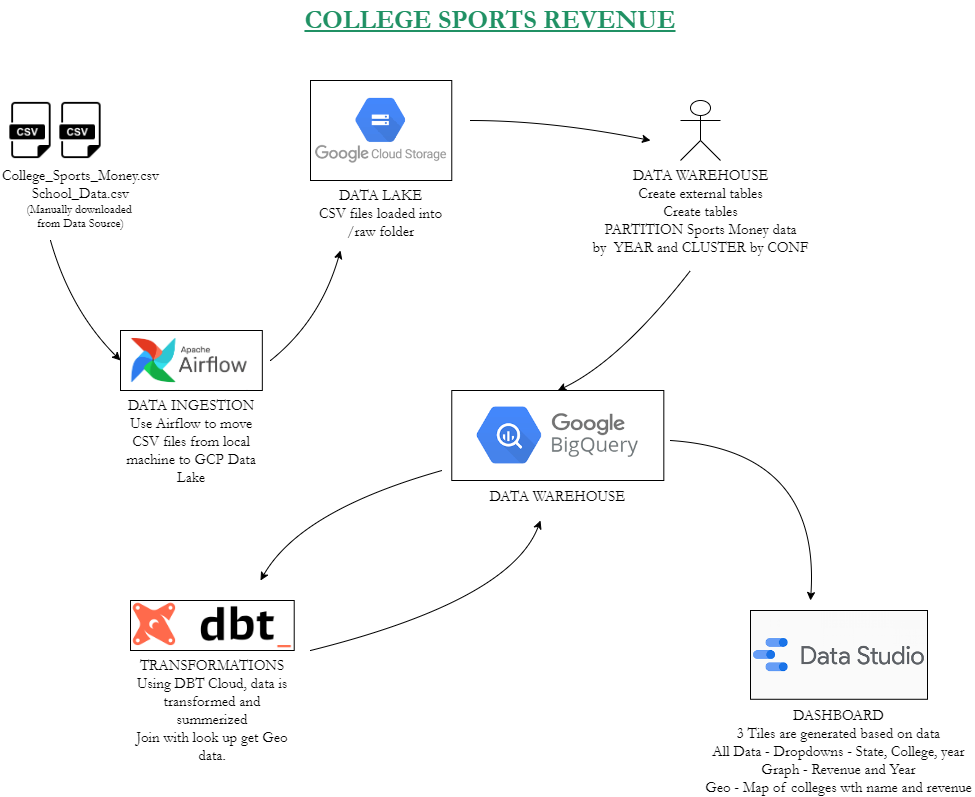 COLLEGE SPORTS REVENUE
CSV
CSV
College_Sports_Money.csv
School_Data.csv
(Manually downloaded
from Data Source)
Google Cloud Storage
DATA LAKE
CSV files loaded into
/raw folder
DATA WAREHOUSE
Create external tables
Create tables
PARTITION Sports Money data
by YEAR and CLUSTER by CONF
Apache
Airflow
DATA INGESTION
Use Airflow to move
CSV files from local
machine to GCP Data
Lake
Google
BigQuery
DATA WAREHOUSE
dbt_
TRANSFORMATIONS
Using DBT Cloud, data is
transformed and
summerized
Join with look up get Geo
data.
Data Studio
DASHBOARD
3 Tiles are generated based on data
All Data - Dropdowns - State, College, year
Graph - Revenue and Year
Geo - Map of colleges wth name and revenue